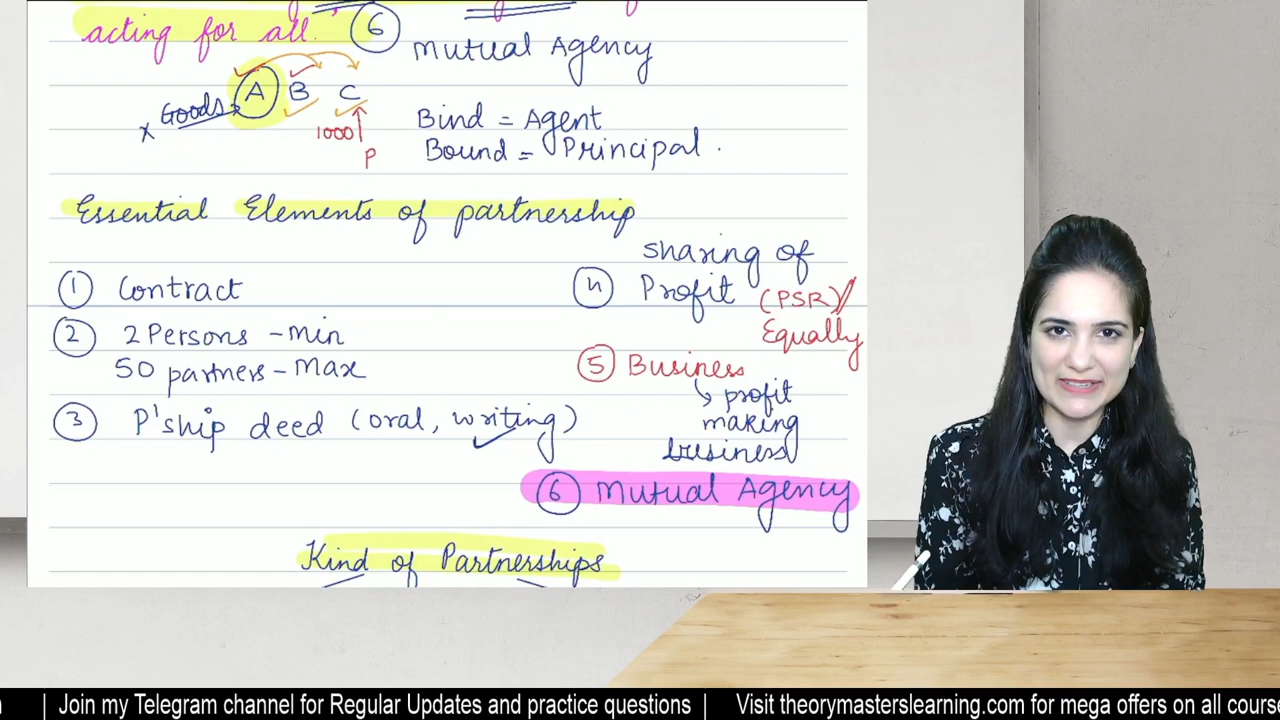 acting for all."
6
Mutual Agency
A B C
x Goods
1000
P
Bind = Agent
Bound = Principal.
Essential Elements of partnership
1 Contract
2 2 Persons - Min
50 partners - Max
3 P'ship deed (oral, writing)
4 sharing of
Profit (PSR)/
Equally
5 Business
↳ profit
making
business
6 Mutual Agency
Kind of Partnerships
| Join my Telegram channel for Regular Updates and practice questions | Visit theorymasterslearning.com for mega offers on all course